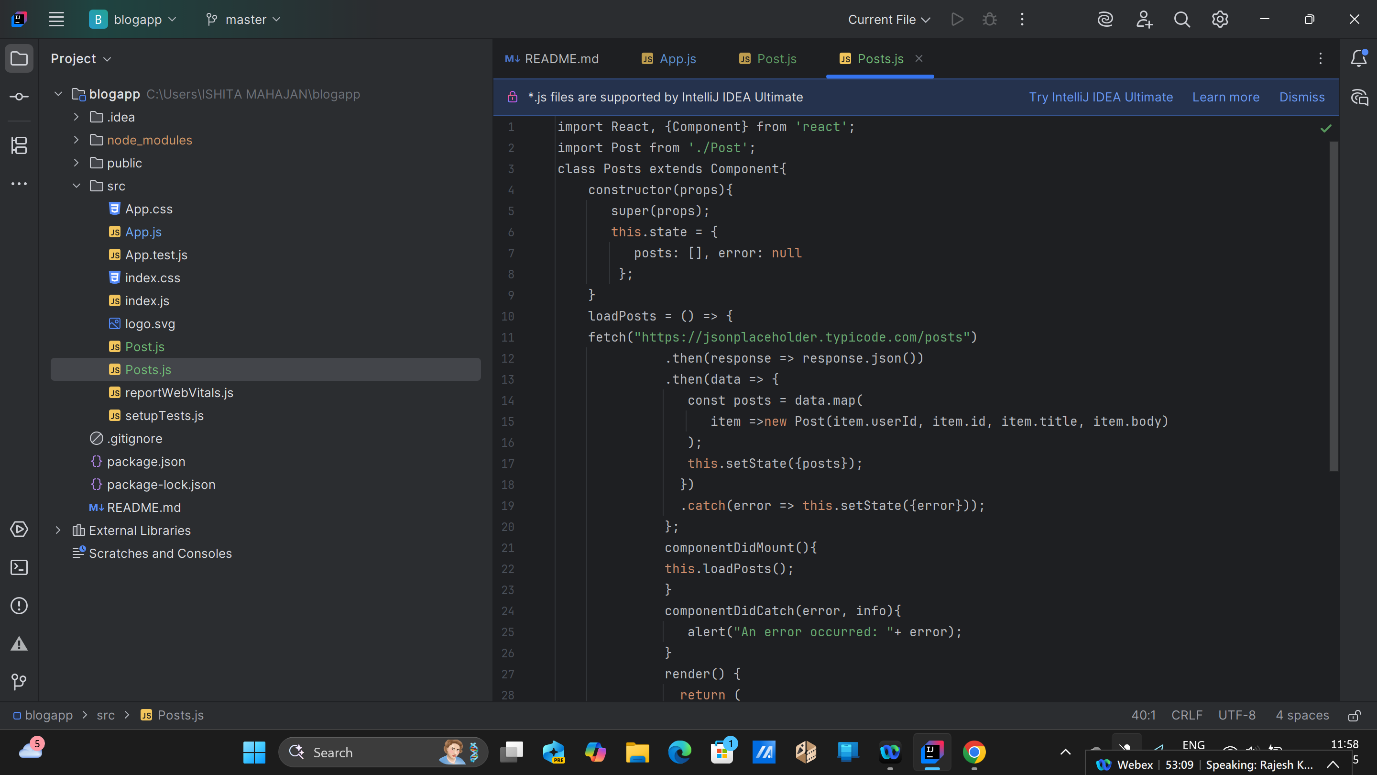 B blogapp
master
Current File
Project
README.md
App.js
Post.js
Posts.js
*.js files are supported by IntelliJ IDEA Ultimate
Try IntelliJ IDEA Ultimate
Learn more
Dismiss
blogapp C:\Users\ISHITA MAHAJAN\blogapp
.idea
node_modules
public
src
App.css
App.js
App.test.js
index.css
index.js
logo.svg
Post.js
Posts.js
reportWebVitals.js
setupTests.js
.gitignore
package.json
package-lock.json
README.md
External Libraries
Scratches and Consoles
1 import React, {Component} from 'react';
2 import Post from './Post';
3 class Posts extends Component{
4 constructor(props){
5 super(props);
6 this.state = {
7 posts: [], error: null
8 };
9 }
10 loadPosts = () => {
11 fetch("https://jsonplaceholder.typicode.com/posts")
12 .then(response => response.json())
13 .then(data => {
14 const posts = data.map(
15 item =>new Post(item.userId, item.id, item.title, item.body)
16 );
17 this.setState({posts});
18 })
19 .catch(error => this.setState({error}));
20 };
21 componentDidMount(){
22 this.loadPosts();
23 }
24 componentDidCatch(error, info){
25 alert("An error occurred: "+ error);
26 }
27 render() {
28 return (
blogapp > src > Posts.js
40:1 CRLF UTF-8 4 spaces
5
Search
PRE
1
ENG
11:58
Webex 53:09 Speaking: Rajesh K...
5